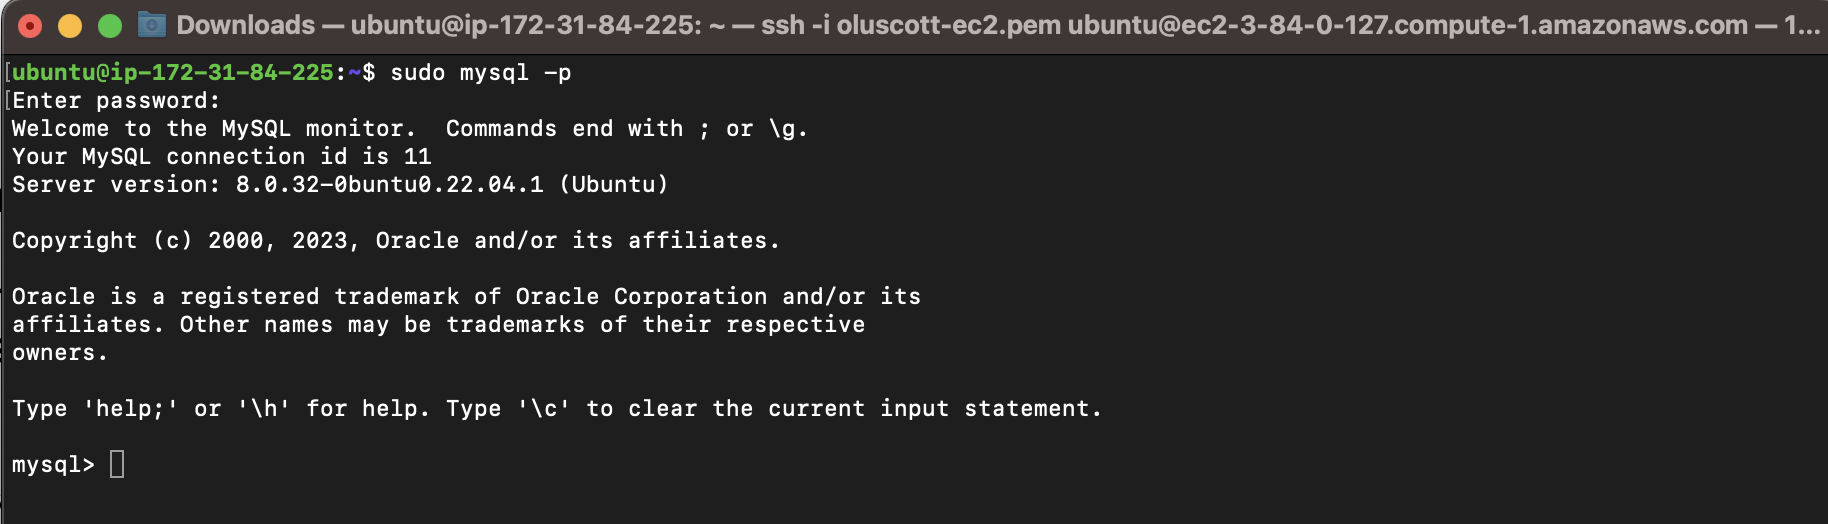 Downloads — ubuntu@ip-172-31-84-225: ~ — ssh -i oluscott-ec2.pem ubuntu@ec2-3-84-0-127.compute-1.amazonaws.com — 1...
[ubuntu@ip-172-31-84-225:~$ sudo mysql -p
[Enter password:
Welcome to the MySQL monitor.  Commands end with ; or \g.
Your MySQL connection id is 11
Server version: 8.0.32-0buntu0.22.04.1 (Ubuntu)
Copyright (c) 2000, 2023, Oracle and/or its affiliates.
Oracle is a registered trademark of Oracle Corporation and/or its
affiliates. Other names may be trademarks of their respective
owners.
Type 'help;' or '\h' for help. Type '\c' to clear the current input statement.
mysql>